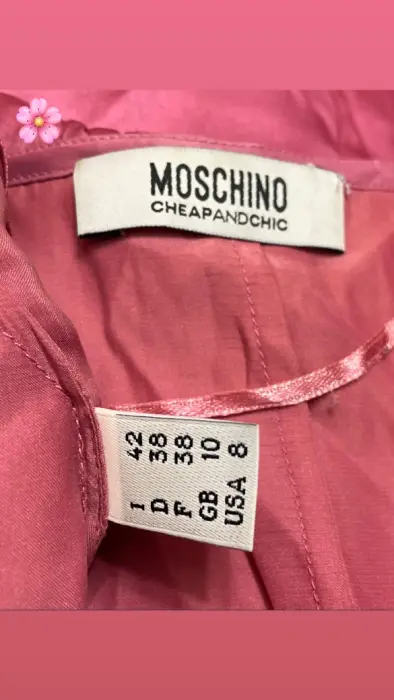 MOSCHINO
CHEAPANDCHIC
I 42
D 38
F 38
GB 10
USA 8